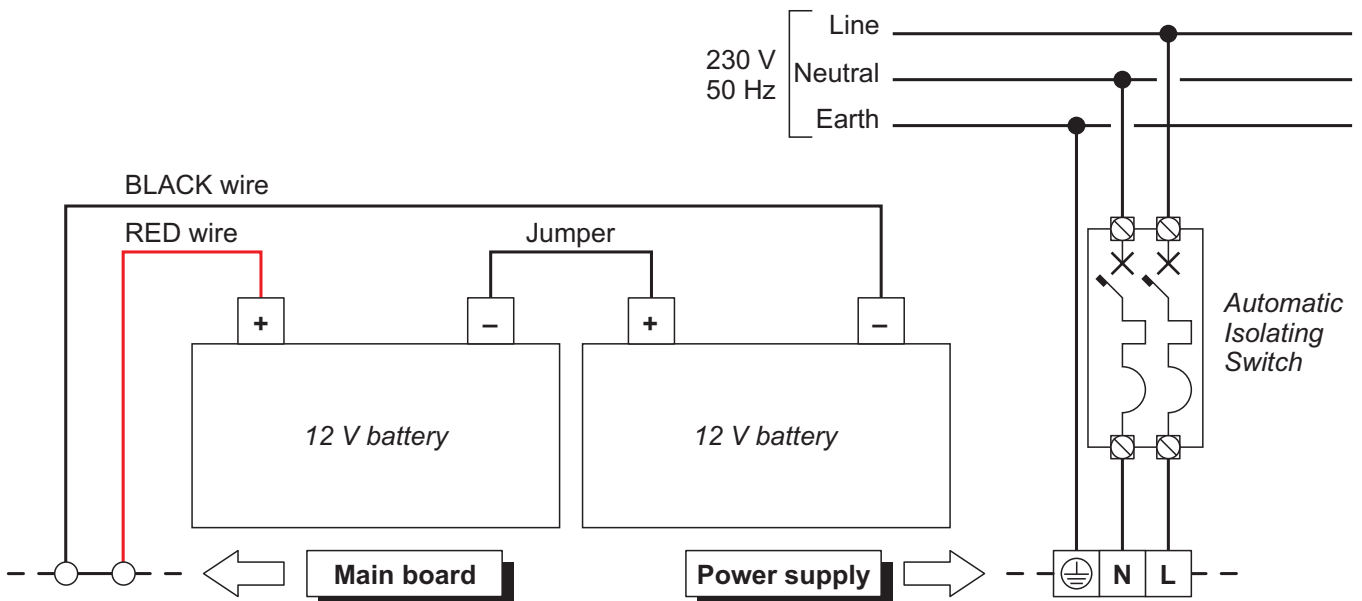 Line
230 V
50 Hz
Neutral
Earth
BLACK wire
RED wire
Jumper
+
–
+
–
Automatic
Isolating
Switch
12 V battery
12 V battery
Main board
Power supply
N
L